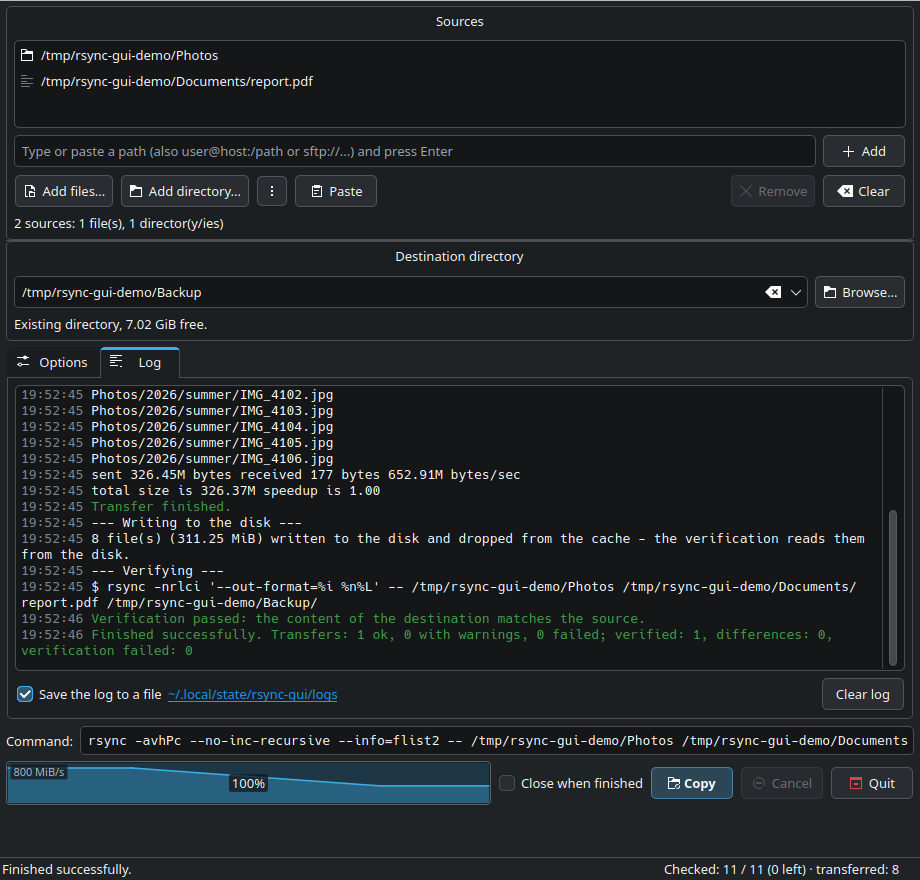 Sources
/tmp/rsync-gui-demo/Photos
/tmp/rsync-gui-demo/Documents/report.pdf
Type or paste a path (also user@host:/path or sftp://...) and press Enter
Add
Add files...
Add directory...
Paste
Remove
Clear
2 sources: 1 file(s), 1 director(y/ies)
Destination directory
/tmp/rsync-gui-demo/Backup
Browse...
Existing directory, 7.02 GiB free.
Options
Log
19:52:45 Photos/2026/summer/IMG_4102.jpg
19:52:45 Photos/2026/summer/IMG_4103.jpg
19:52:45 Photos/2026/summer/IMG_4104.jpg
19:52:45 Photos/2026/summer/IMG_4105.jpg
19:52:45 Photos/2026/summer/IMG_4106.jpg
19:52:45 sent 326.45M bytes received 177 bytes 652.91M bytes/sec
19:52:45 total size is 326.37M speedup is 1.00
19:52:45 Transfer finished.
19:52:45 --- Writing to the disk ---
19:52:45 8 file(s) (311.25 MiB) written to the disk and dropped from the cache – the verification reads them
from the disk.
19:52:45 --- Verifying ---
19:52:45 $ rsync -nrlci '--out-format=%i %n%L' -- /tmp/rsync-gui-demo/Photos /tmp/rsync-gui-demo/Documents/
report.pdf /tmp/rsync-gui-demo/Backup/
19:52:46 Verification passed: the content of the destination matches the source.
19:52:46 Finished successfully. Transfers: 1 ok, 0 with warnings, 0 failed; verified: 1, differences: 0,
verification failed: 0
Save the log to a file ~/.local/state/rsync-gui/logs
Clear log
Command: rsync -avhPc --no-inc-recursive --info=flist2 -- /tmp/rsync-gui-demo/Photos /tmp/rsync-gui-demo/Documents
800 MiB/s
100%
Close when finished
Copy
Cancel
Quit
Finished successfully.
Checked: 11 / 11 (0 left) · transferred: 8